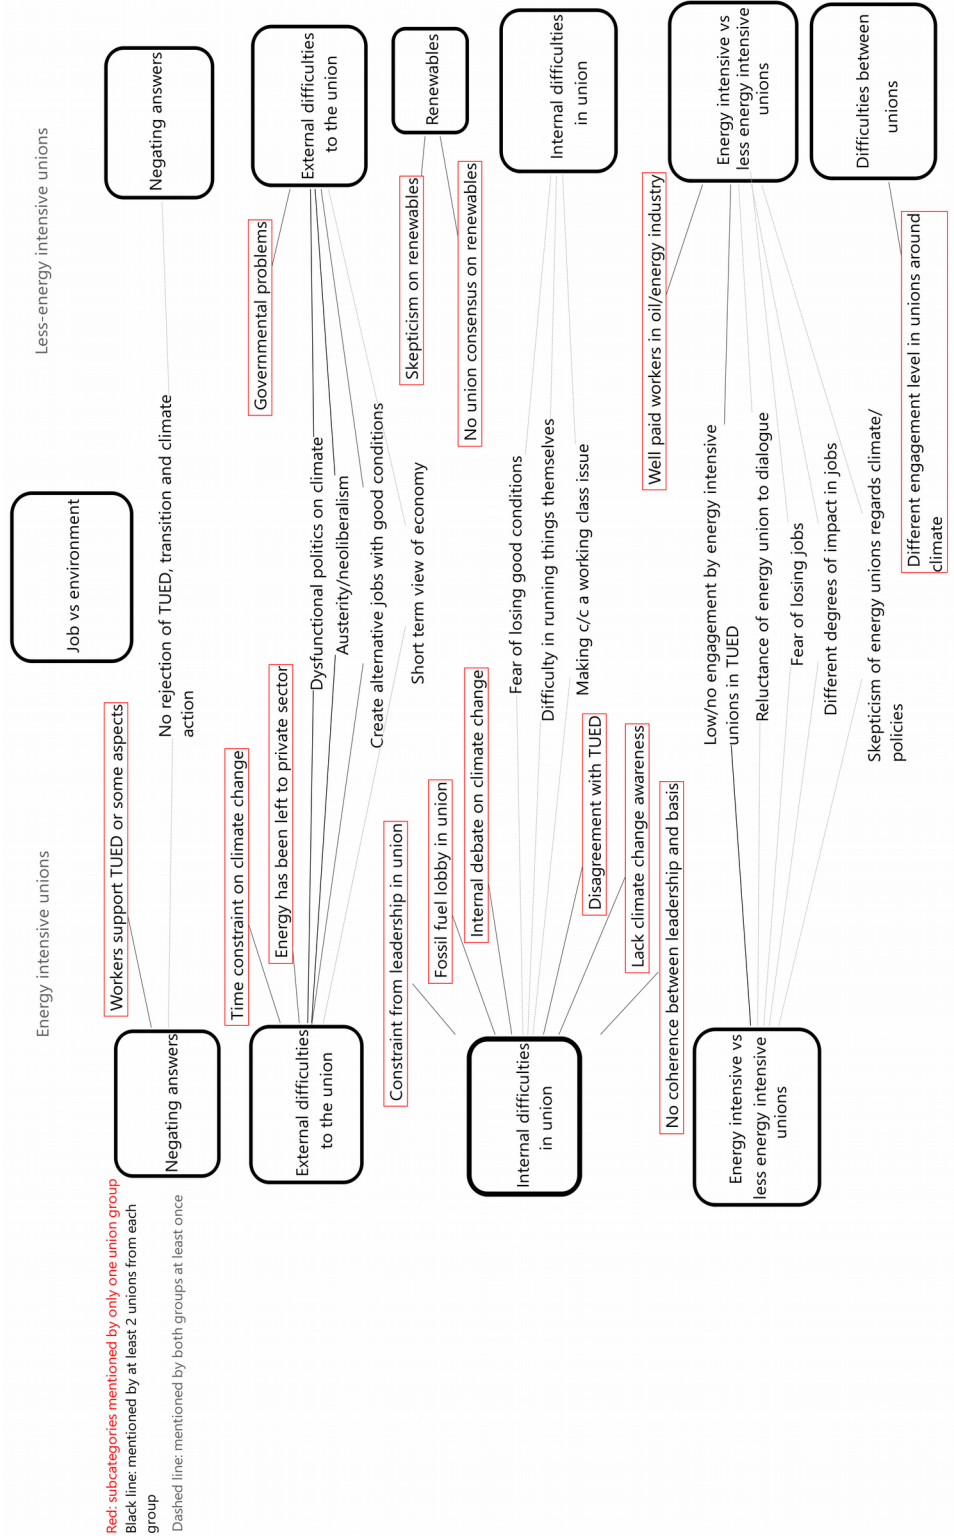 Job vs environment
Energy intensive unions
Less-energy intensive unions
Red: subcategories mentioned by only one union group
Black line: mentioned by at least 2 unions from each
group
Dashed line: mentioned by both groups at least once
Negating answers
Workers support TUED or some aspects
No rejection of TUED, transition and climate
action
Negating answers
External difficulties
to the union
Time constraint on climate change
Energy has been left to private sector
Dysfunctional politics on climate
Austerity/neoliberalism
Create alternative jobs with good conditions
Short term view of economy
Governmental problems
External difficulties
to the union
Skepticism on renewables
No union consensus on renewables
Renewables
Internal difficulties
in union
Constraint from leadership in union
Fossil fuel lobby in union
Internal debate on climate change
Disagreement with TUED
Lack climate change awareness
No coherence between leadership and basis
Fear of losing good conditions
Difficulty in running things themselves
Making c/c a working class issue
Internal difficulties
in union
Energy intensive vs
less energy intensive
unions
Low/no engagement by energy intensive
unions in TUED
Reluctance of energy union to dialogue
Fear of losing jobs
Different degrees of impact in jobs
Skepticism of energy unions regards climate/
policies
Well paid workers in oil/energy industry
Energy intensive vs
less energy intensive
unions
Different engagement level in unions around
climate
Difficulties between
unions